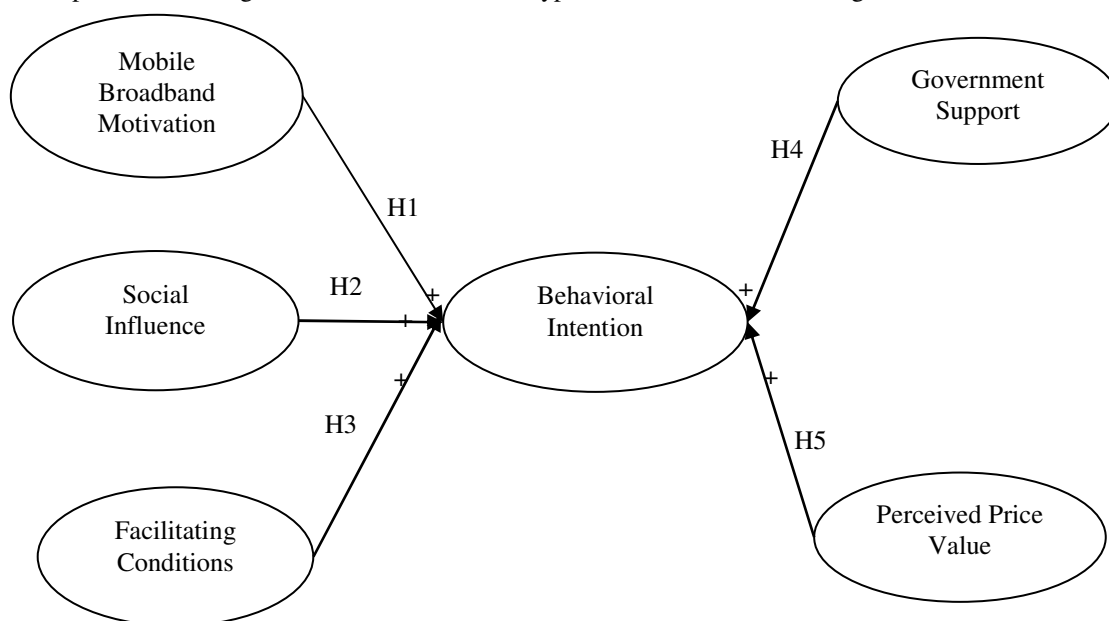 Mobile
Broadband
Motivation
Government
Support
H4
H1
Social
Influence
H2
+
+
+
Behavioral
Intention
+
+
H3
H5
Facilitating
Conditions
Perceived Price
Value